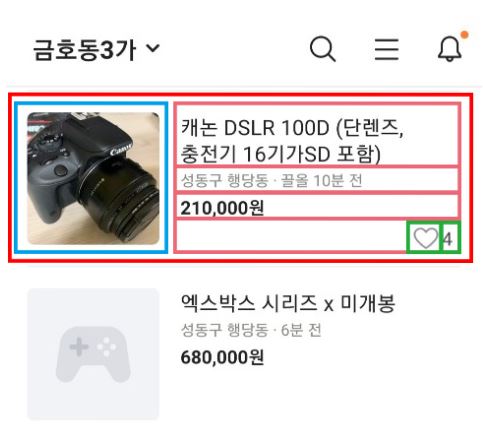 금호동3가
Canon
캐논 DSLR 100D (단렌즈,
충전기 16기가SD 포함)
성동구 행당동 · 끌올 10분 전
210,000원
4
엑스박스 시리즈 x 미개봉
성동구 행당동 · 6분 전
680,000원